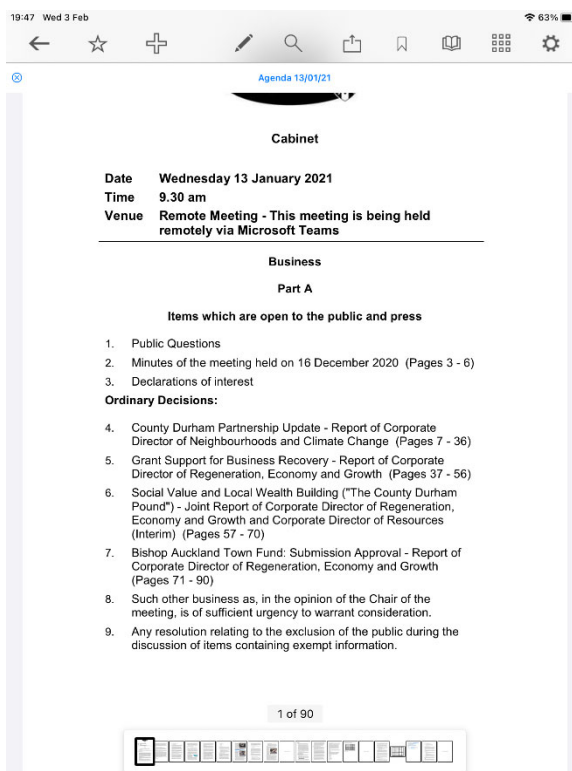 19:47 Wed 3 Feb
63%
Agenda 13/01/21
Cabinet
Date Wednesday 13 January 2021
Time 9.30 am
Venue Remote Meeting - This meeting is being held
remotely via Microsoft Teams
Business
Part A
Items which are open to the public and press
1. Public Questions
2. Minutes of the meeting held on 16 December 2020 (Pages 3 - 6)
3. Declarations of interest
Ordinary Decisions:
4. County Durham Partnership Update - Report of Corporate
Director of Neighbourhoods and Climate Change (Pages 7 - 36)
5. Grant Support for Business Recovery - Report of Corporate
Director of Regeneration, Economy and Growth (Pages 37 - 56)
6. Social Value and Local Wealth Building ("The County Durham
Pound") - Joint Report of Corporate Director of Regeneration,
Economy and Growth and Corporate Director of Resources
(Interim) (Pages 57 - 70)
7. Bishop Auckland Town Fund: Submission Approval - Report of
Corporate Director of Regeneration, Economy and Growth
(Pages 71 - 90)
8. Such other business as, in the opinion of the Chair of the
meeting, is of sufficient urgency to warrant consideration.
9. Any resolution relating to the exclusion of the public during the
discussion of items containing exempt information.
1 of 90